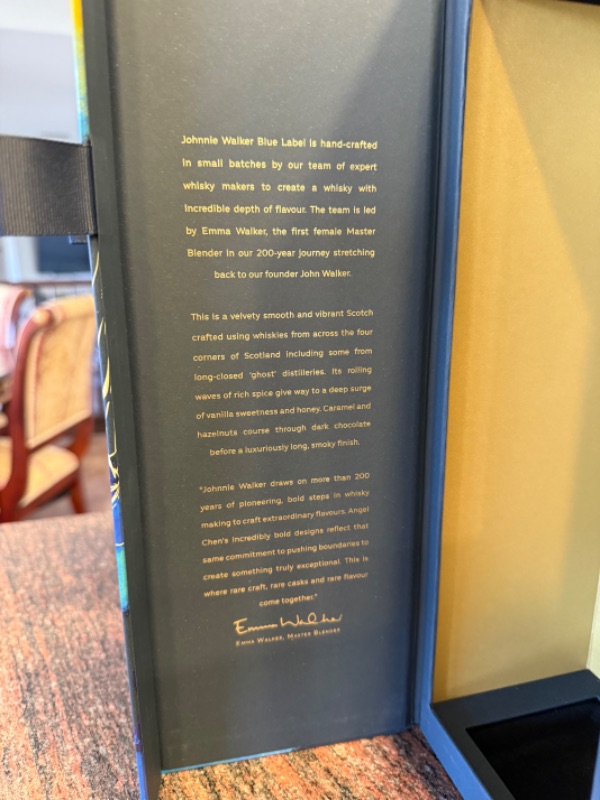 Johnnie Walker Blue Label is hand-crafted
in small batches by our team of expert
whisky makers to create a whisky with
incredible depth of flavour. The team is led
by Emma Walker, the first female Master
Blender in our 200-year journey stretching
back to our founder John Walker.
This is a velvety smooth and vibrant Scotch
crafted using whiskies from across the four
corners of Scotland including some from
long-closed 'ghost' distilleries. Its rolling
waves of rich spice give way to a deep surge
of vanilla sweetness and honey. Caramel and
hazelnuts course through dark chocolate
before a luxuriously long, smoky finish.
"Johnnie Walker draws on more than 200
years of pioneering, bold steps in whisky
making to craft extraordinary flavours. Angel
Chen's incredibly bold designs reflect that
same commitment to pushing boundaries to
create something truly exceptional. This is
where rare craft, rare casks and rare flavour
come together."
Emma Walker
Emma Walker, Master Blender